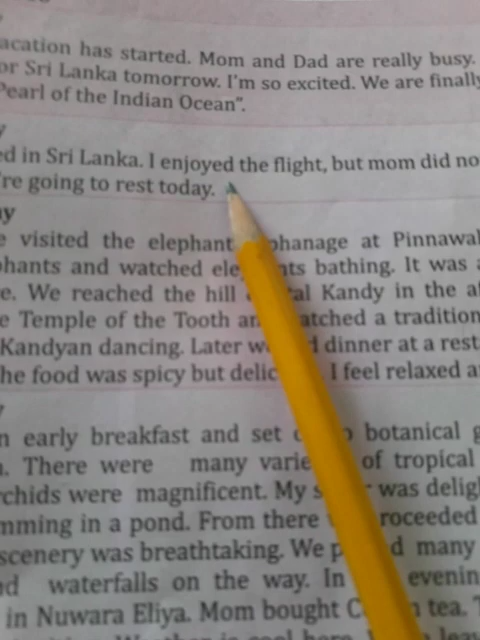 acation has started. Mom and Dad are really busy.
or Sri Lanka tomorrow. I'm so excited. We are finally
Pearl of the Indian Ocean".
y
ed in Sri Lanka. I enjoyed the flight, but mom did no
're going to rest today.
ay
e visited the elephant phanage at Pinnawal
phants and watched ele ts bathing. It was a
e. We reached the hill al Kandy in the a
e Temple of the Tooth an atched a tradition
Kandyan dancing. Later w d dinner at a rest
he food was spicy but delic I feel relaxed a
y
n early breakfast and set o botanical g
. There were many varie of tropical
rchids were magnificent. My s was delig
mming in a pond. From there roceeded
scenery was breathtaking. We p d many
nd waterfalls on the way. In evenin
in Nuwara Eliya. Mom bought C n tea. T